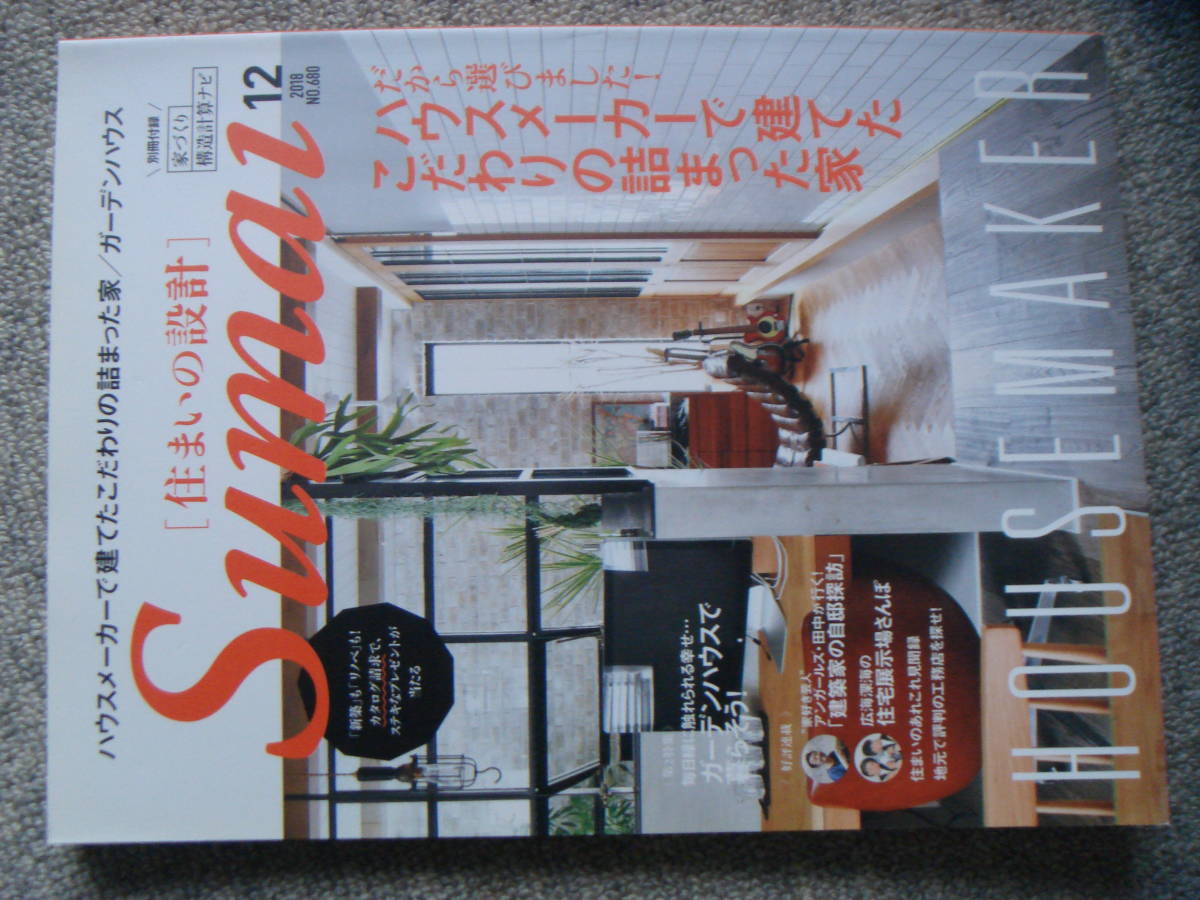 ハウスメーカーで建てたこだわりの詰まった家／ガーデンハウス
別冊付録
家づくり
構造計算ナビ
[住まいの設計]
Sumai
12
2018
NO.680
だから選びました！
ハウスメーカーで建てた
こだわりの詰まった家
「新築」も「リノベ」も！
カタログ請求で、
ステキなプレゼントが
当たる
第2特集
毎日緑に触れられる幸せ…
ガーデンハウスで
暮らそう！
好評連載
"家好き芸人"
アンガールズ・田中が行く！
「建築家の自邸探訪」
広海深海の
住宅展示場さんぽ
住まいのあれこれ見聞録
地元で評判の工務店を探せ！
HOUSEMAKER